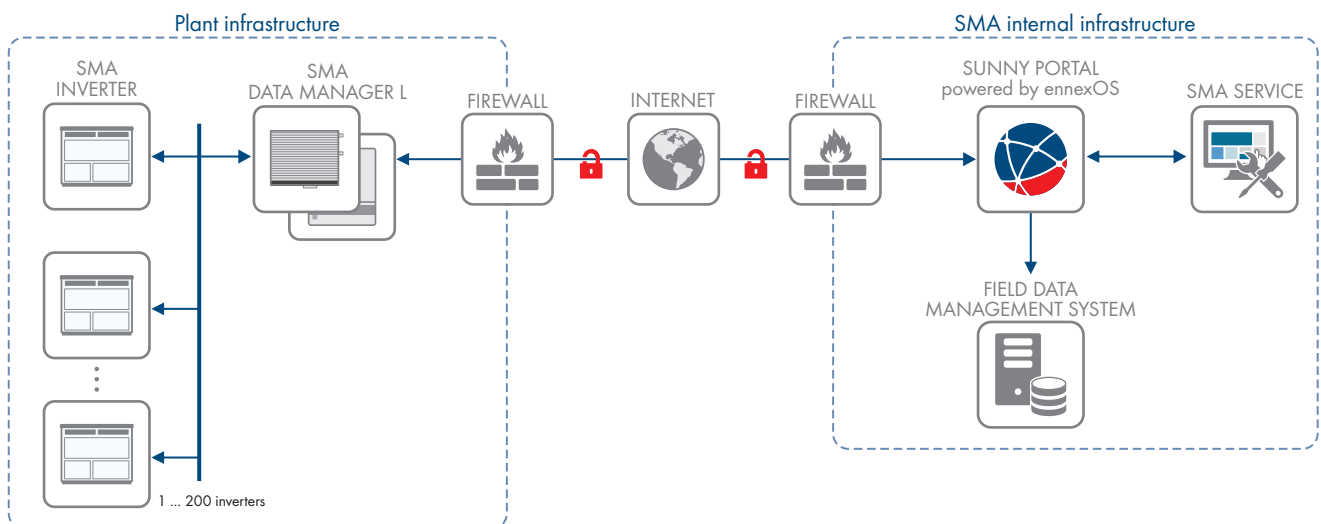 Plant infrastructure
SMA internal infrastructure
SMA
INVERTER
SMA
DATA MANAGER L
FIREWALL
INTERNET
FIREWALL
SUNNY PORTAL
powered by ennexOS
SMA SERVICE
FIELD DATA
MANAGEMENT SYSTEM
1 ... 200 inverters